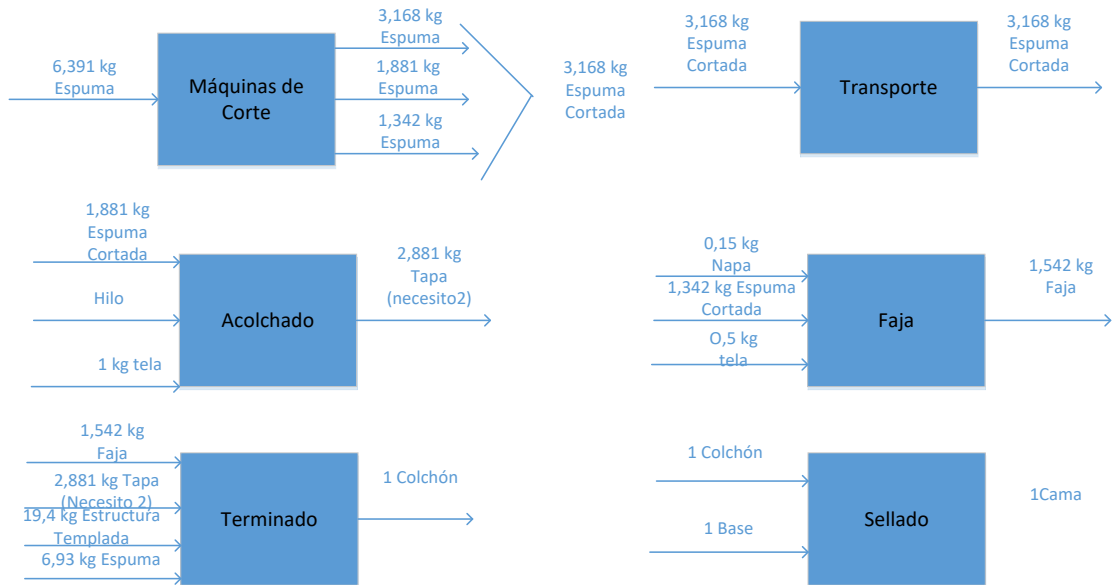 6,391 kg
Espuma
Máquinas de
Corte
3,168 kg
Espuma
1,881 kg
Espuma
1,342 kg
Espuma
3,168 kg
Espuma
Cortada
3,168 kg
Espuma
Cortada
Transporte
3,168 kg
Espuma
Cortada
1,881 kg
Espuma
Cortada
Hilo
1 kg tela
Acolchado
2,881 kg
Tapa
(necesito2)
0,15 kg
Napa
1,342 kg Espuma
Cortada
O,5 kg
tela
Faja
1,542 kg
Faja
1,542 kg
Faja
2,881 kg Tapa
(Necesito 2)
19,4 kg Estructura
Templada
6,93 kg Espuma
Terminado
1 Colchón
1 Colchón
1 Base
Sellado
1Cama